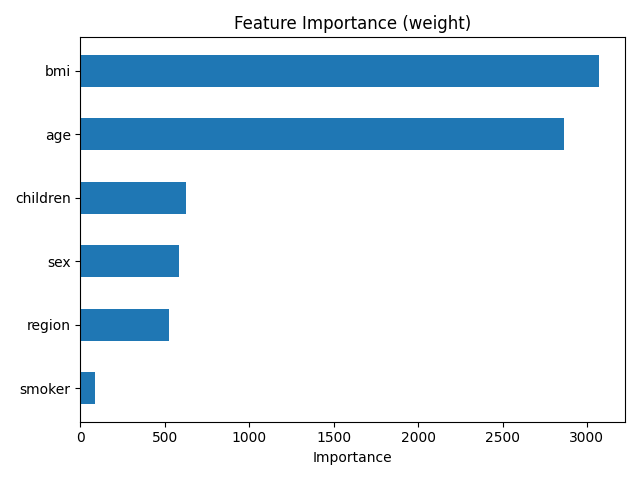 Feature Importance (weight)
bmi
age
children
sex
region
smoker
0 500 1000 1500 2000 2500 3000
Importance